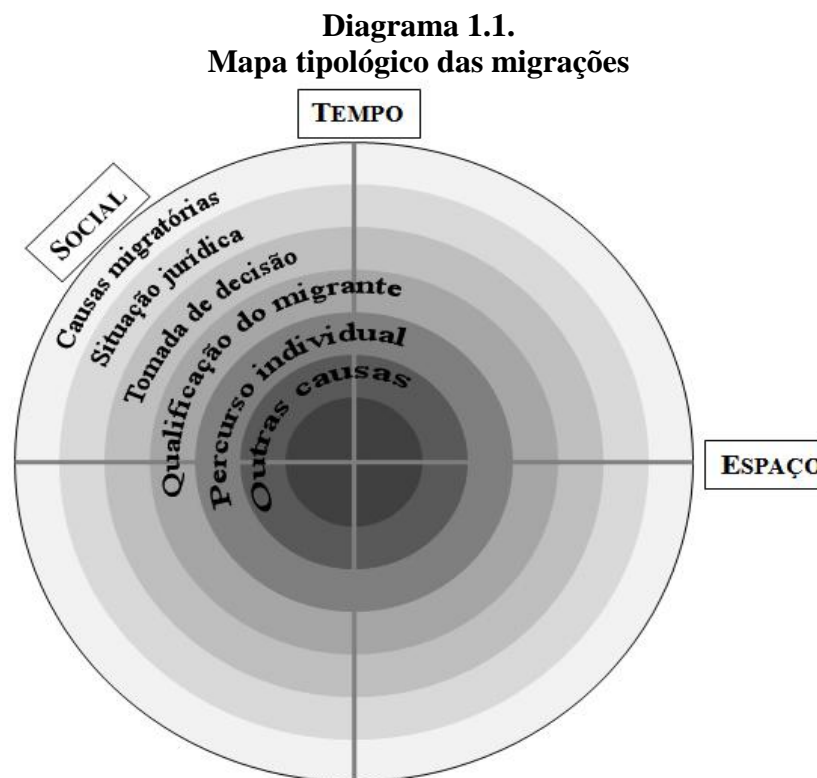 Diagrama 1.1.
Mapa tipológico das migrações
TEMPO
SOCIAL
Causas migratórias
Situação jurídica
Tomada de decisão
Qualificação do migrante
Percurso individual
Outras causas
ESPAÇO